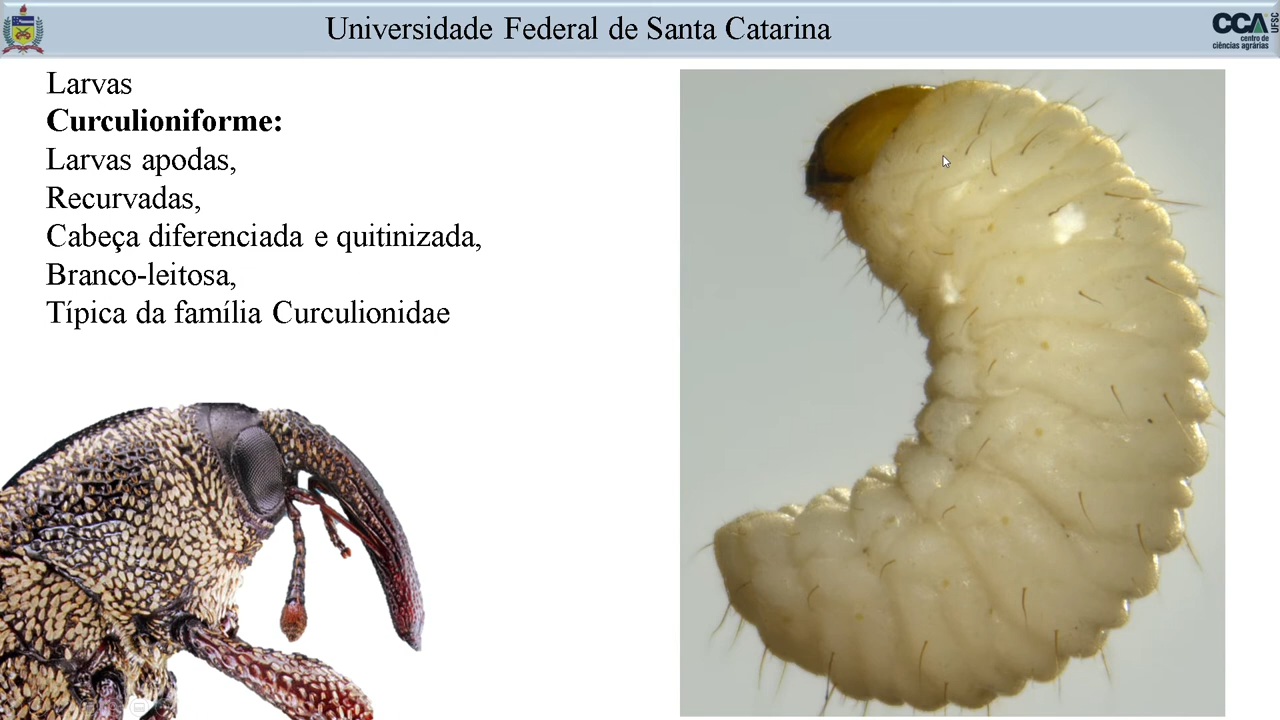 Universidade Federal de Santa Catarina
CCA
UFSC
centro de
ciências agrárias
Larvas
Curculioniforme:
Larvas apodas,
Recurvadas,
Cabeça diferenciada e quitinizada,
Branco-leitosa,
Típica da família Curculionidae